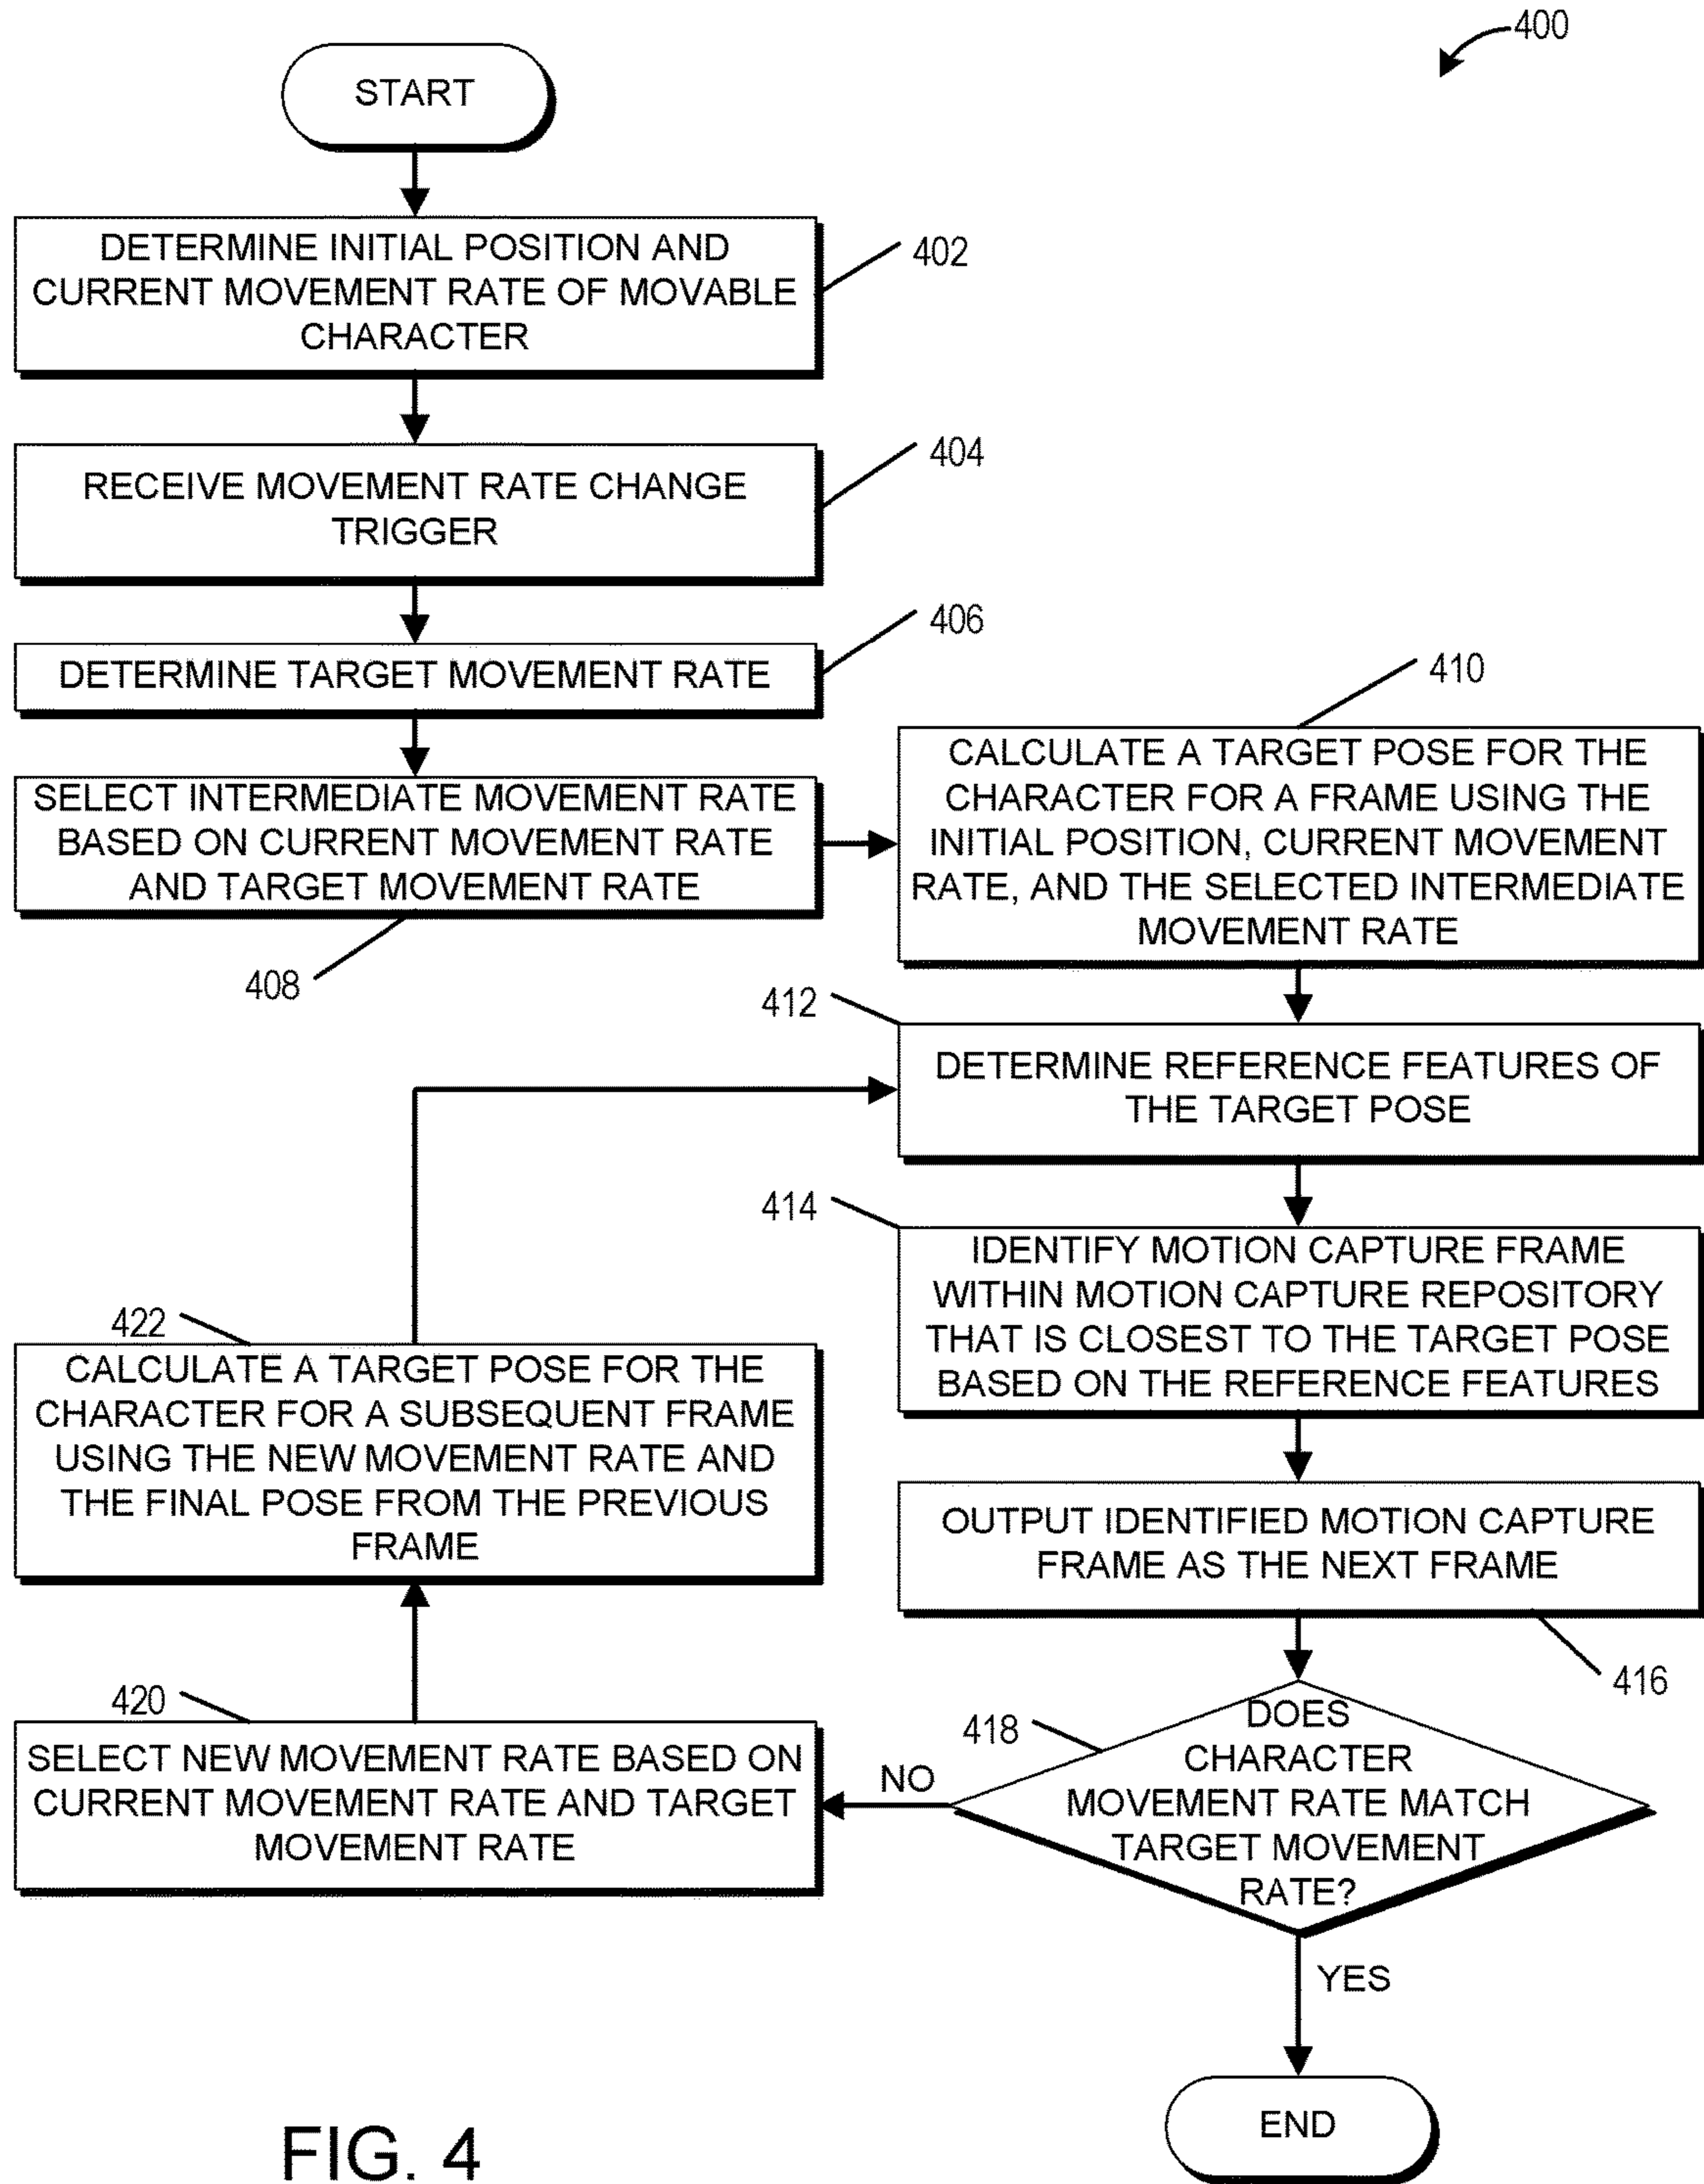 400
START
DETERMINE INITIAL POSITION AND
CURRENT MOVEMENT RATE OF MOVABLE
CHARACTER
402
RECEIVE MOVEMENT RATE CHANGE
TRIGGER
404
DETERMINE TARGET MOVEMENT RATE
406
SELECT INTERMEDIATE MOVEMENT RATE
BASED ON CURRENT MOVEMENT RATE
AND TARGET MOVEMENT RATE
408
410
CALCULATE A TARGET POSE FOR THE
CHARACTER FOR A FRAME USING THE
INITIAL POSITION, CURRENT MOVEMENT
RATE, AND THE SELECTED INTERMEDIATE
MOVEMENT RATE
412
DETERMINE REFERENCE FEATURES OF
THE TARGET POSE
414
IDENTIFY MOTION CAPTURE FRAME
WITHIN MOTION CAPTURE REPOSITORY
THAT IS CLOSEST TO THE TARGET POSE
BASED ON THE REFERENCE FEATURES
OUTPUT IDENTIFIED MOTION CAPTURE
FRAME AS THE NEXT FRAME
416
418
DOES
CHARACTER
MOVEMENT RATE MATCH
TARGET MOVEMENT
RATE?
NO
420
SELECT NEW MOVEMENT RATE BASED ON
CURRENT MOVEMENT RATE AND TARGET
MOVEMENT RATE
422
CALCULATE A TARGET POSE FOR THE
CHARACTER FOR A SUBSEQUENT FRAME
USING THE NEW MOVEMENT RATE AND
THE FINAL POSE FROM THE PREVIOUS
FRAME
YES
END
FIG. 4